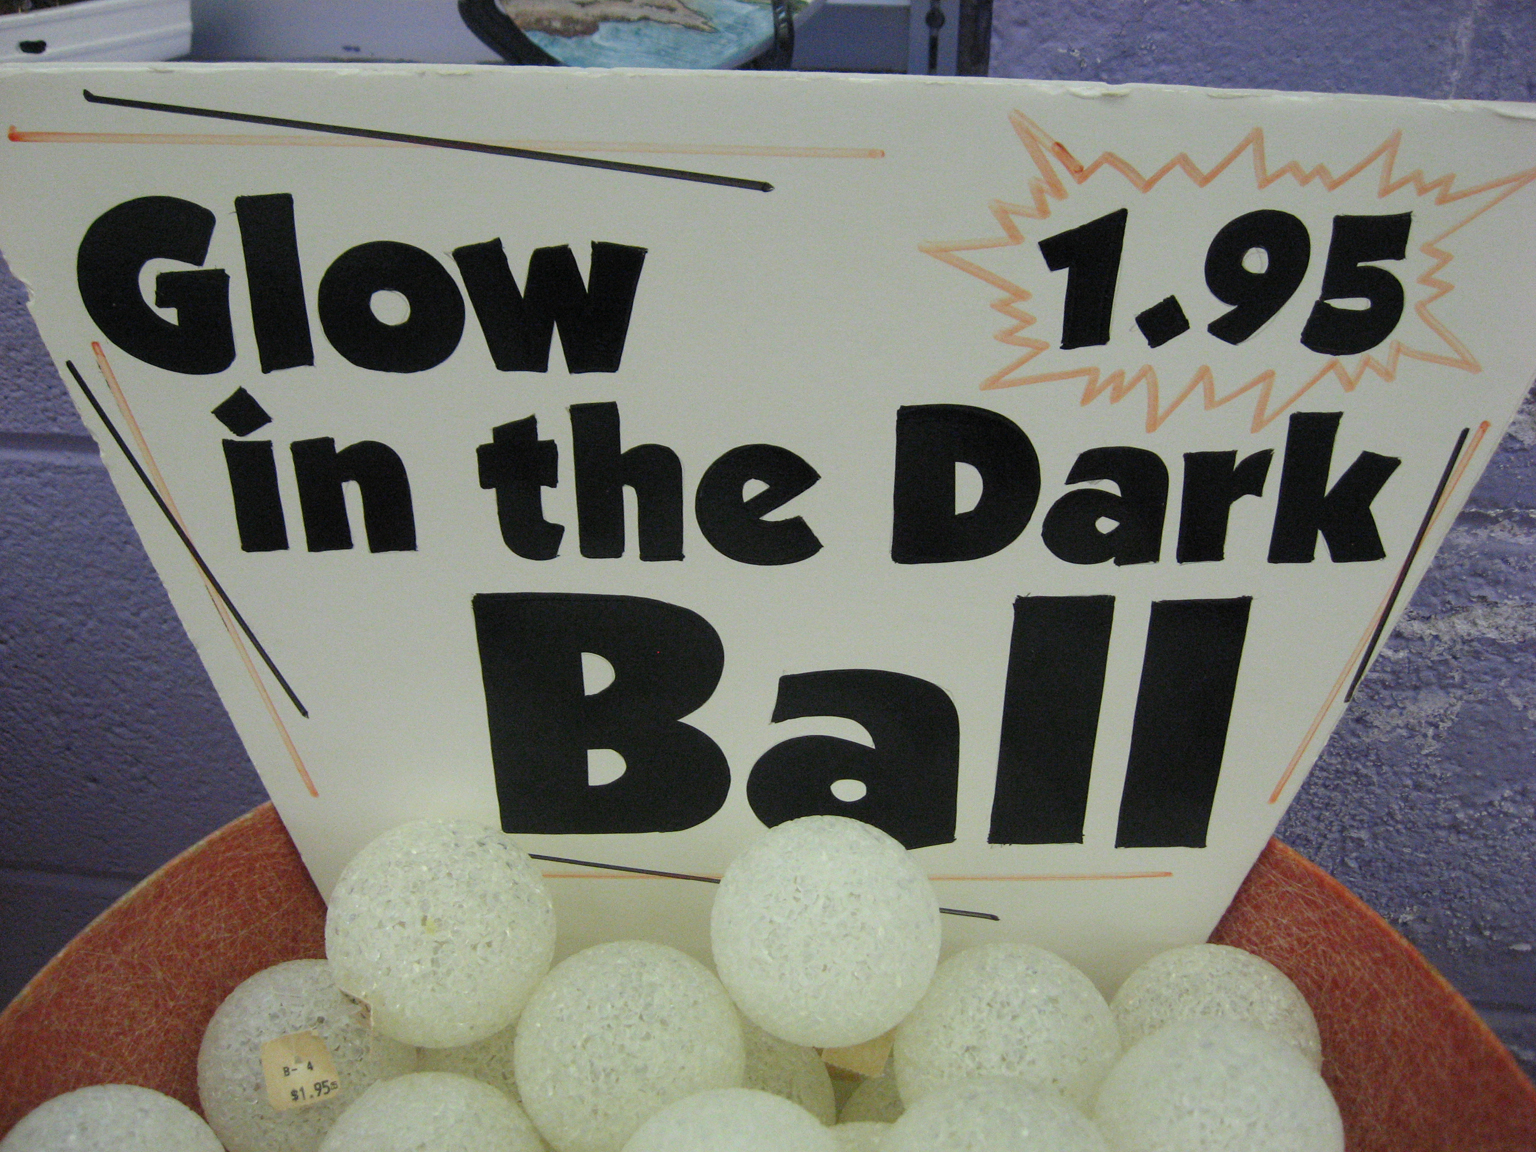 Glow
1.95
in the Dark
Ball
B- 4
$1.95